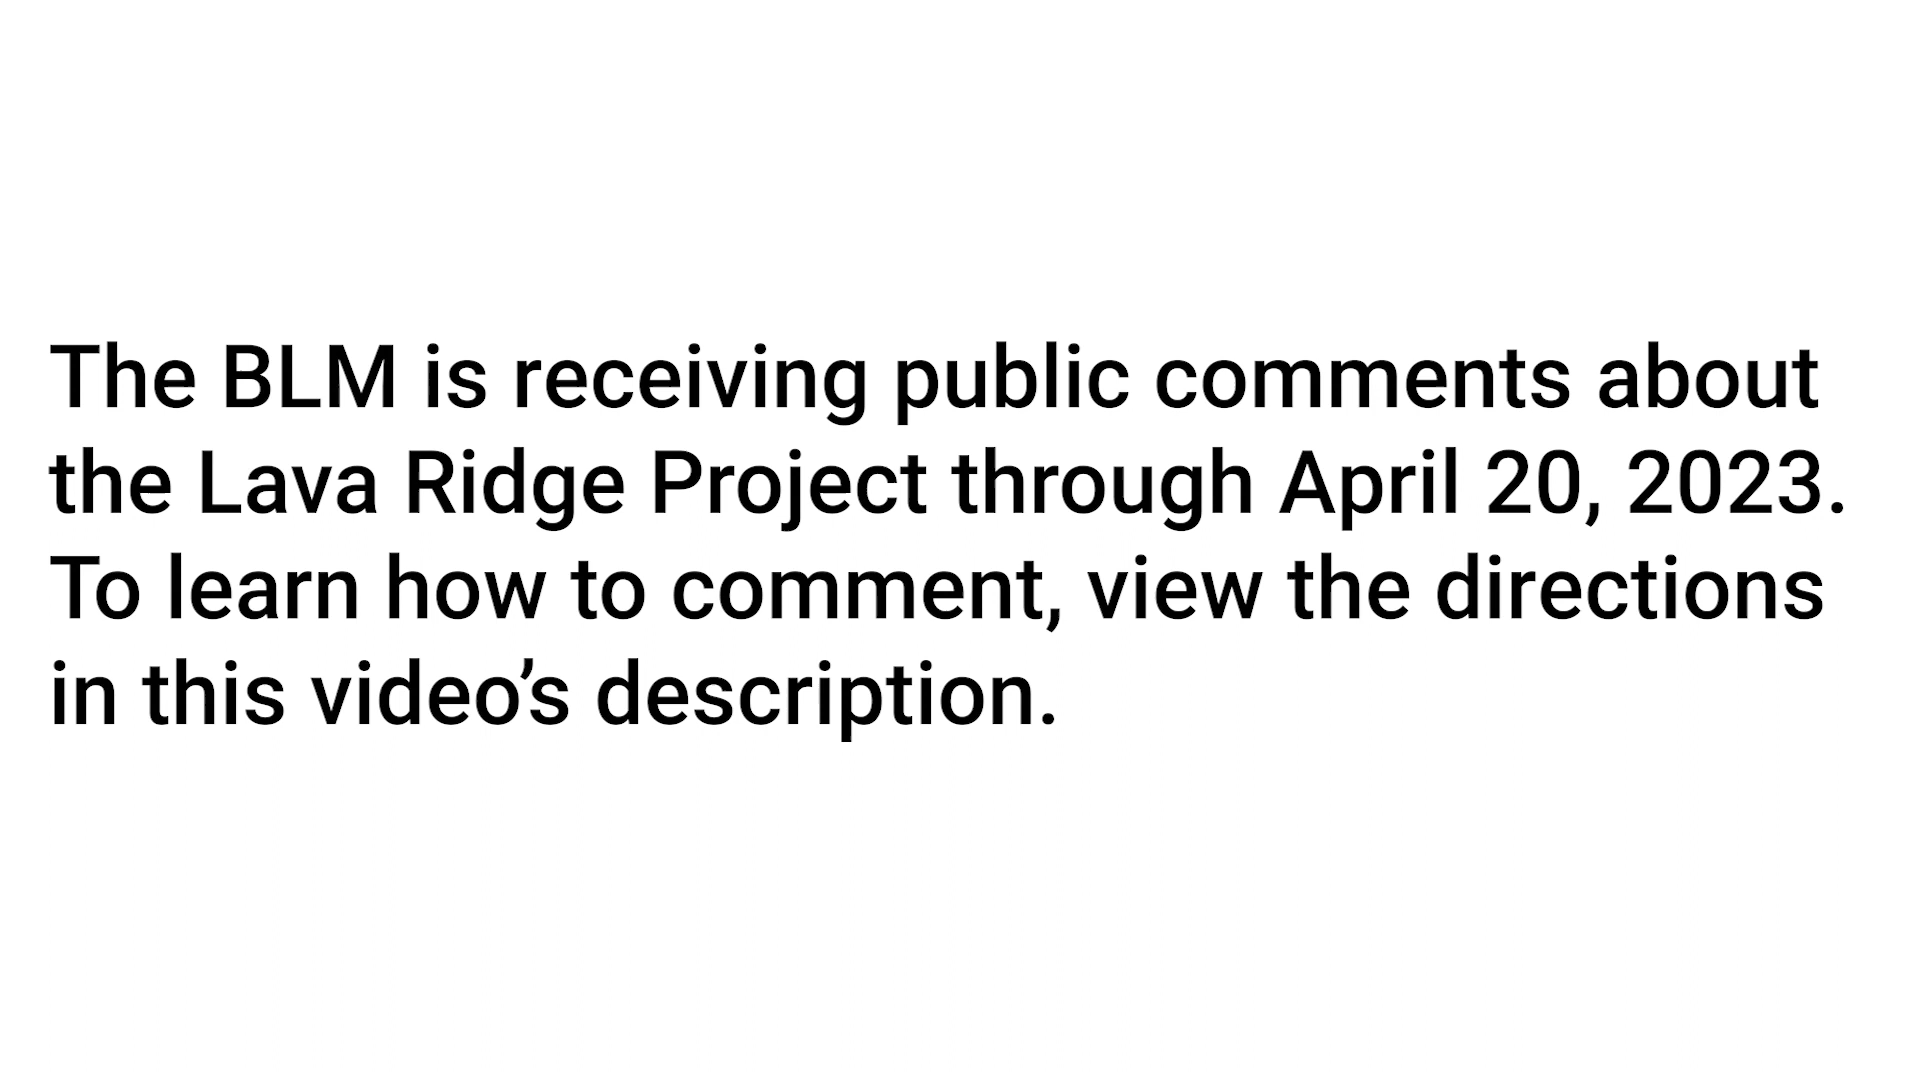 The BLM is receiving public comments about
the Lava Ridge Project through April 20, 2023.
To learn how to comment, view the directions
in this video’s description.